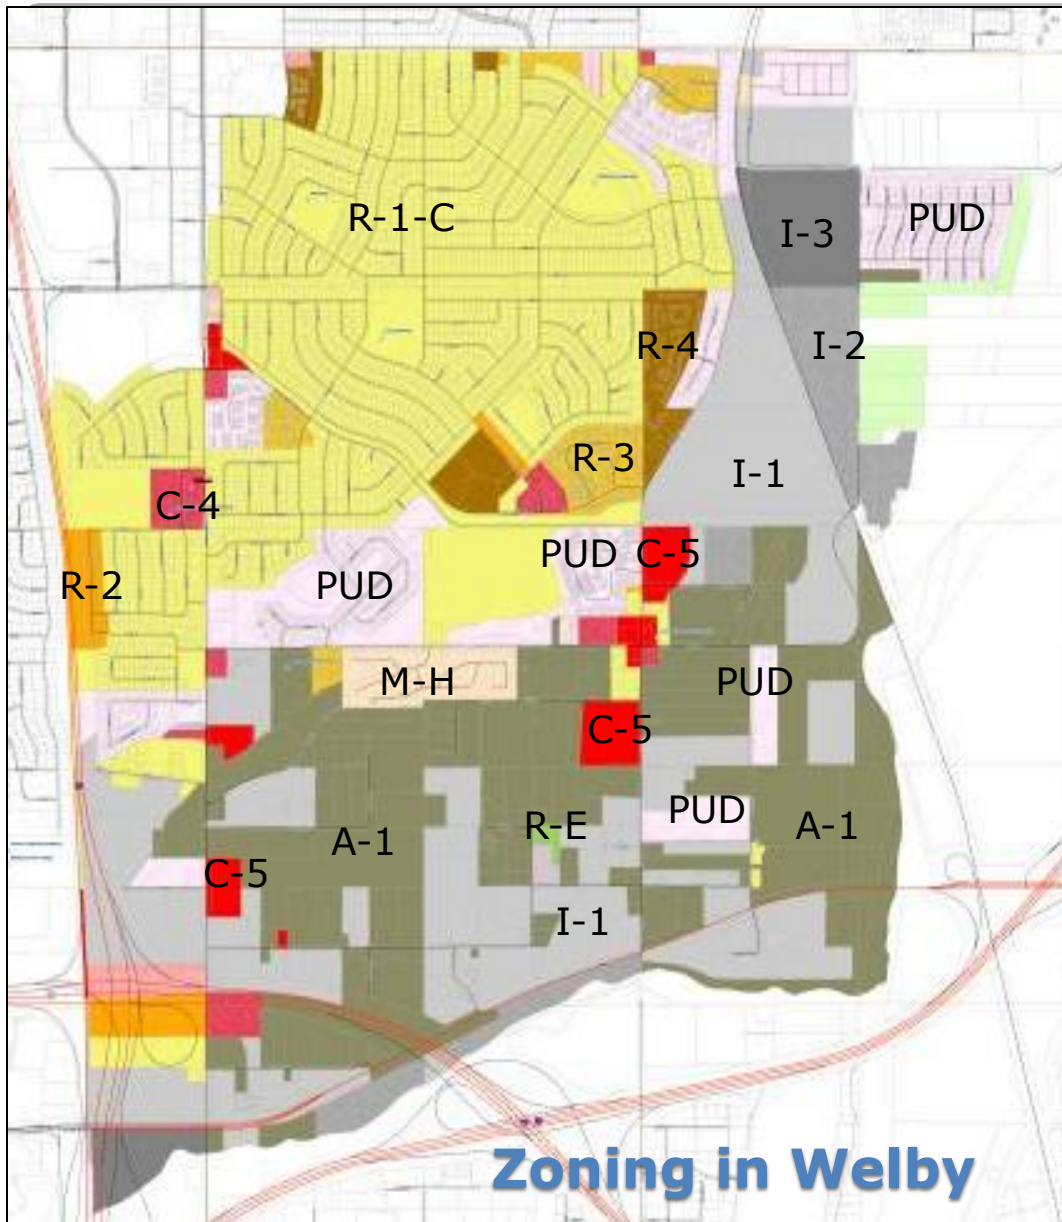 R-1-C
PUD
I-3
I-2
R-4
R-3
I-1
C-4
PUD
C-5
R-2
PUD
M-H
PUD
C-5
PUD
R-E
A-1
A-1
C-5
I-1
Zoning in Welby